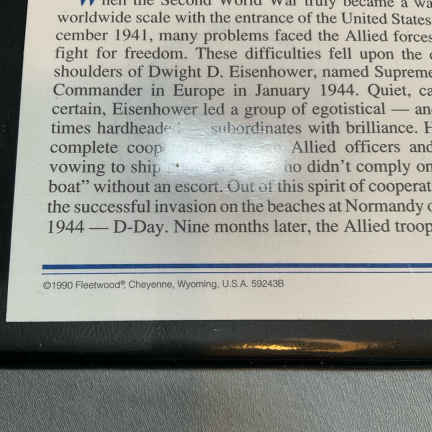 When the Second World War truly became a
worldwide scale with the entrance of the United States
cember 1941, many problems faced the Allied forces
fight for freedom. These difficulties fell upon the
shoulders of Dwight D. Eisenhower, named Supreme
Commander in Europe in January 1944. Quiet,
certain, Eisenhower led a group of egotistical — an
times hardheaded subordinates with brilliance. H
complete coop Allied officers and
vowing to ship who didn't comply on
boat" without an escort. Out of this spirit of cooperat
the successful invasion on the beaches at Normandy
1944 — D-Day. Nine months later, the Allied troop
©1990 Fleetwood®, Cheyenne, Wyoming, U.S.A. 59243B